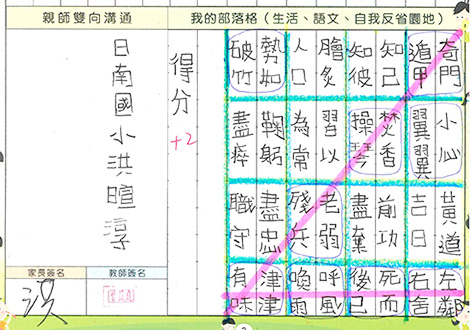 親師雙向溝通
我的部落格（生活、語文、自我反省園地）
奇門遁甲
知己知彼
膾炙人口
勢如破竹
小心翼翼
焚香操琴
習以為常
鞠躬盡瘁
黃道吉日
前功盡棄
老弱殘兵
盡忠職守
左鄰右舍
死而後已
呼風喚雨
津津有味
得分
+2
日南國小洪暄淳
家長簽名
教師簽名